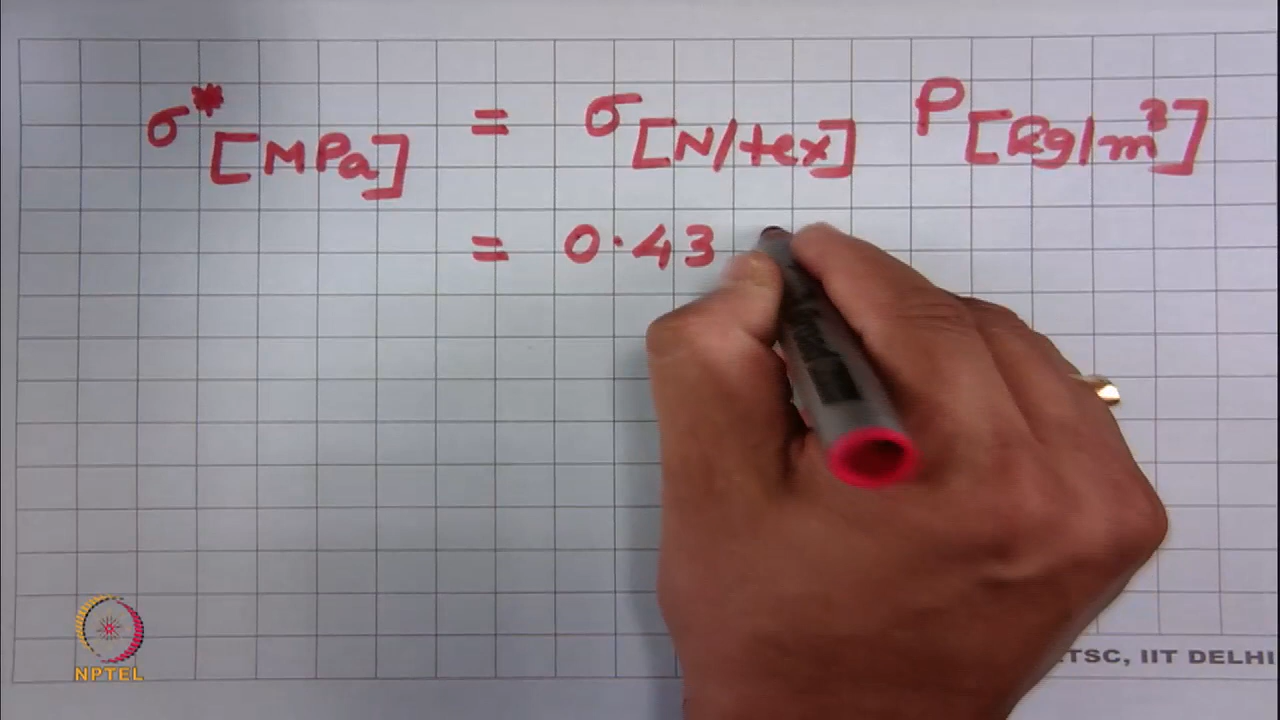 σ*[MPa] = σ[N/tex] ρ[kg/m³]
= 0.43
NPTEL
TSC, IIT DELHI